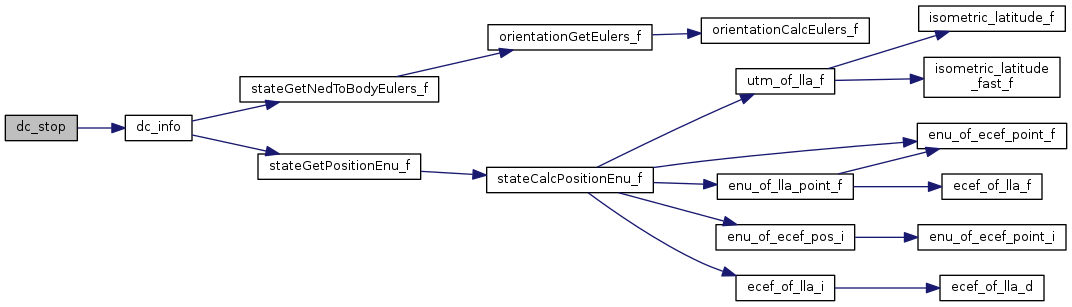 dc_stop
dc_info
stateGetNedToBodyEulers_f
stateGetPositionEnu_f
orientationGetEulers_f
orientationCalcEulers_f
stateCalcPositionEnu_f
utm_of_lla_f
isometric_latitude_f
isometric_latitude
_fast_f
enu_of_ecef_point_f
enu_of_lla_point_f
ecef_of_lla_f
enu_of_ecef_pos_i
enu_of_ecef_point_i
ecef_of_lla_i
ecef_of_lla_d